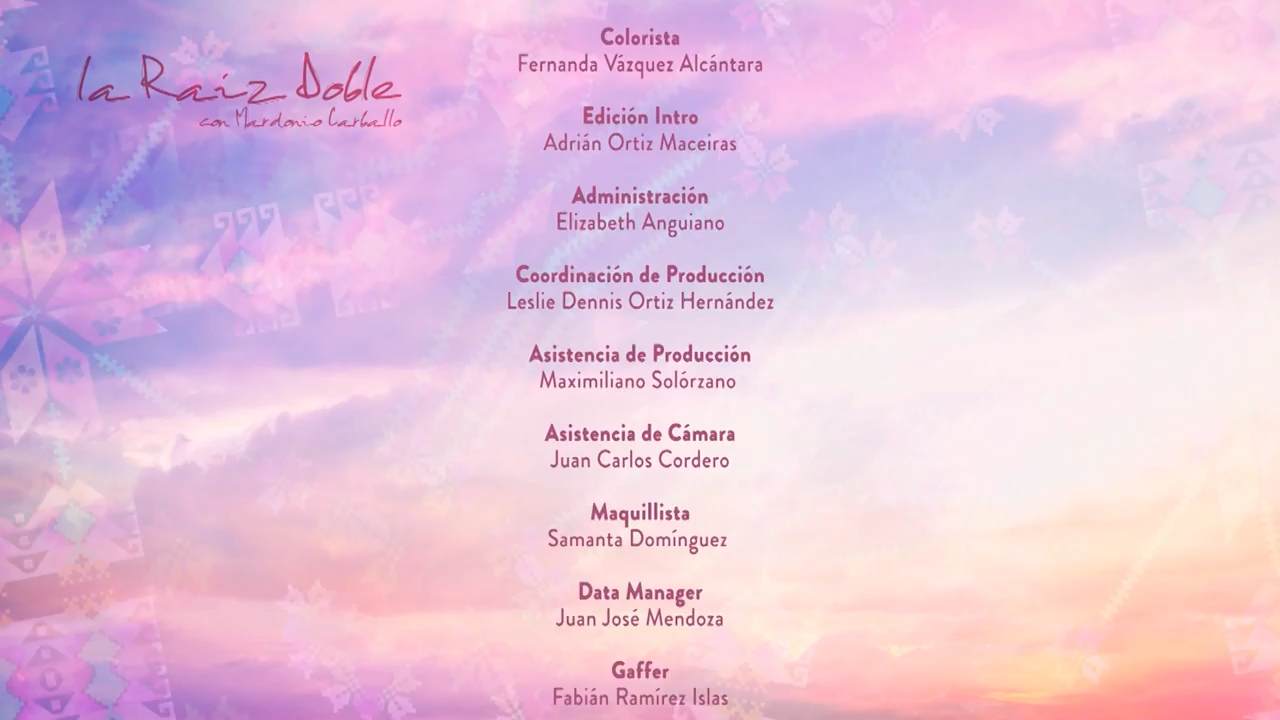 la Raíz Doble
con Mardonio Carballo
Colorista
Fernanda Vázquez Alcántara
Edición Intro
Adrián Ortiz Maceiras
Administración
Elizabeth Anguiano
Coordinación de Producción
Leslie Dennis Ortiz Hernández
Asistencia de Producción
Maximiliano Solórzano
Asistencia de Cámara
Juan Carlos Cordero
Maquillista
Samanta Domínguez
Data Manager
Juan José Mendoza
Gaffer
Fabián Ramírez Islas